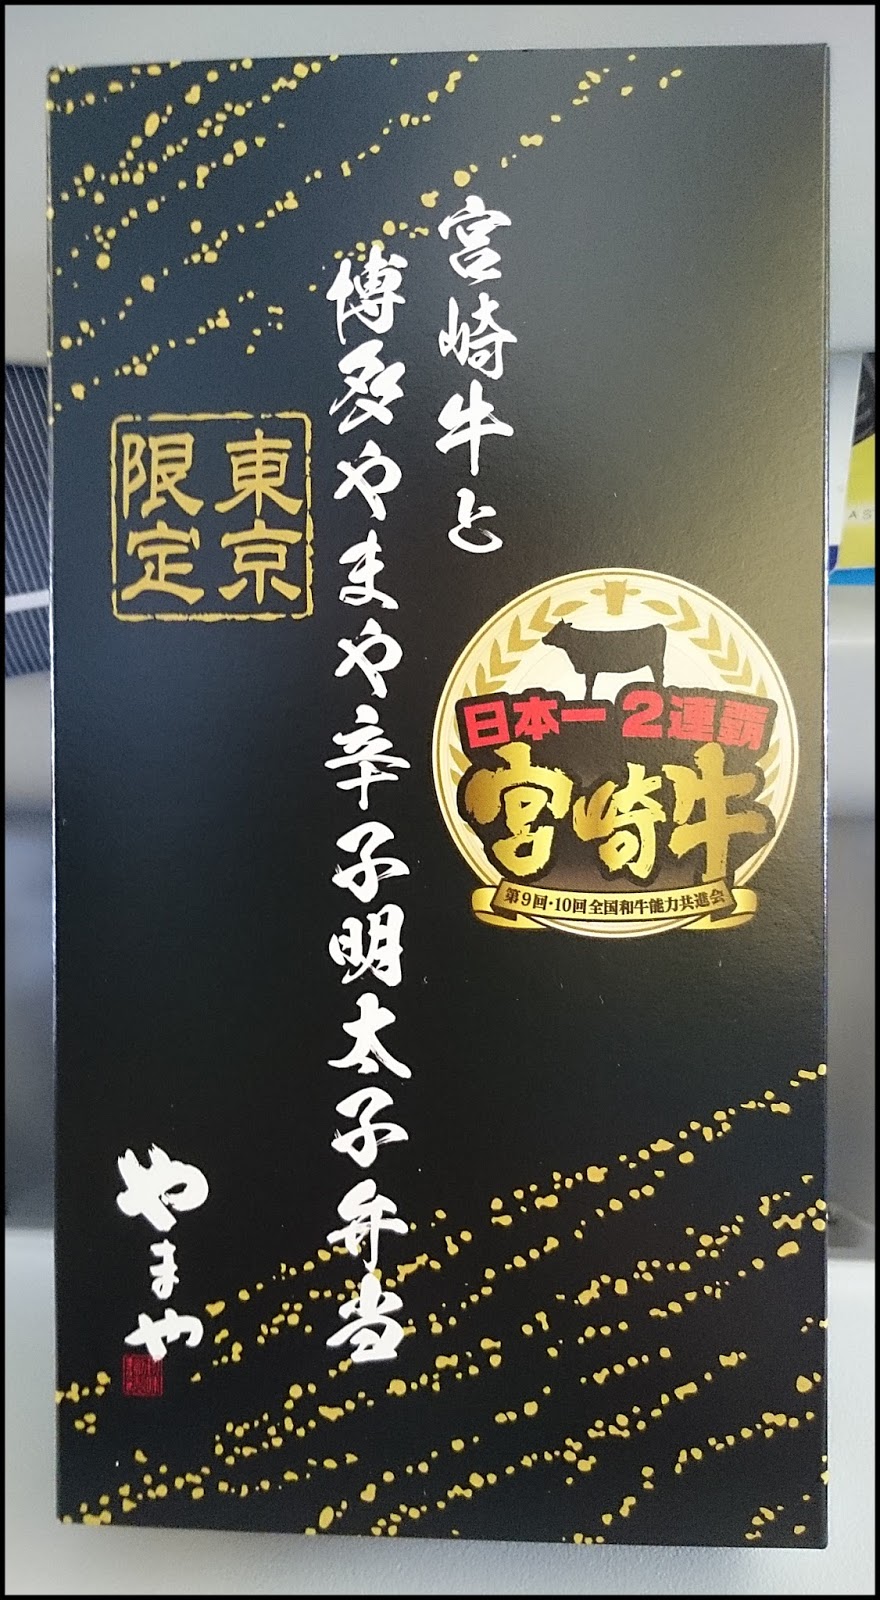 宮崎牛と
博多やまや辛子明太子弁当
東京
限定
日本一2連覇
宮崎牛
第9回・10回全国和牛能力共進会
やまや